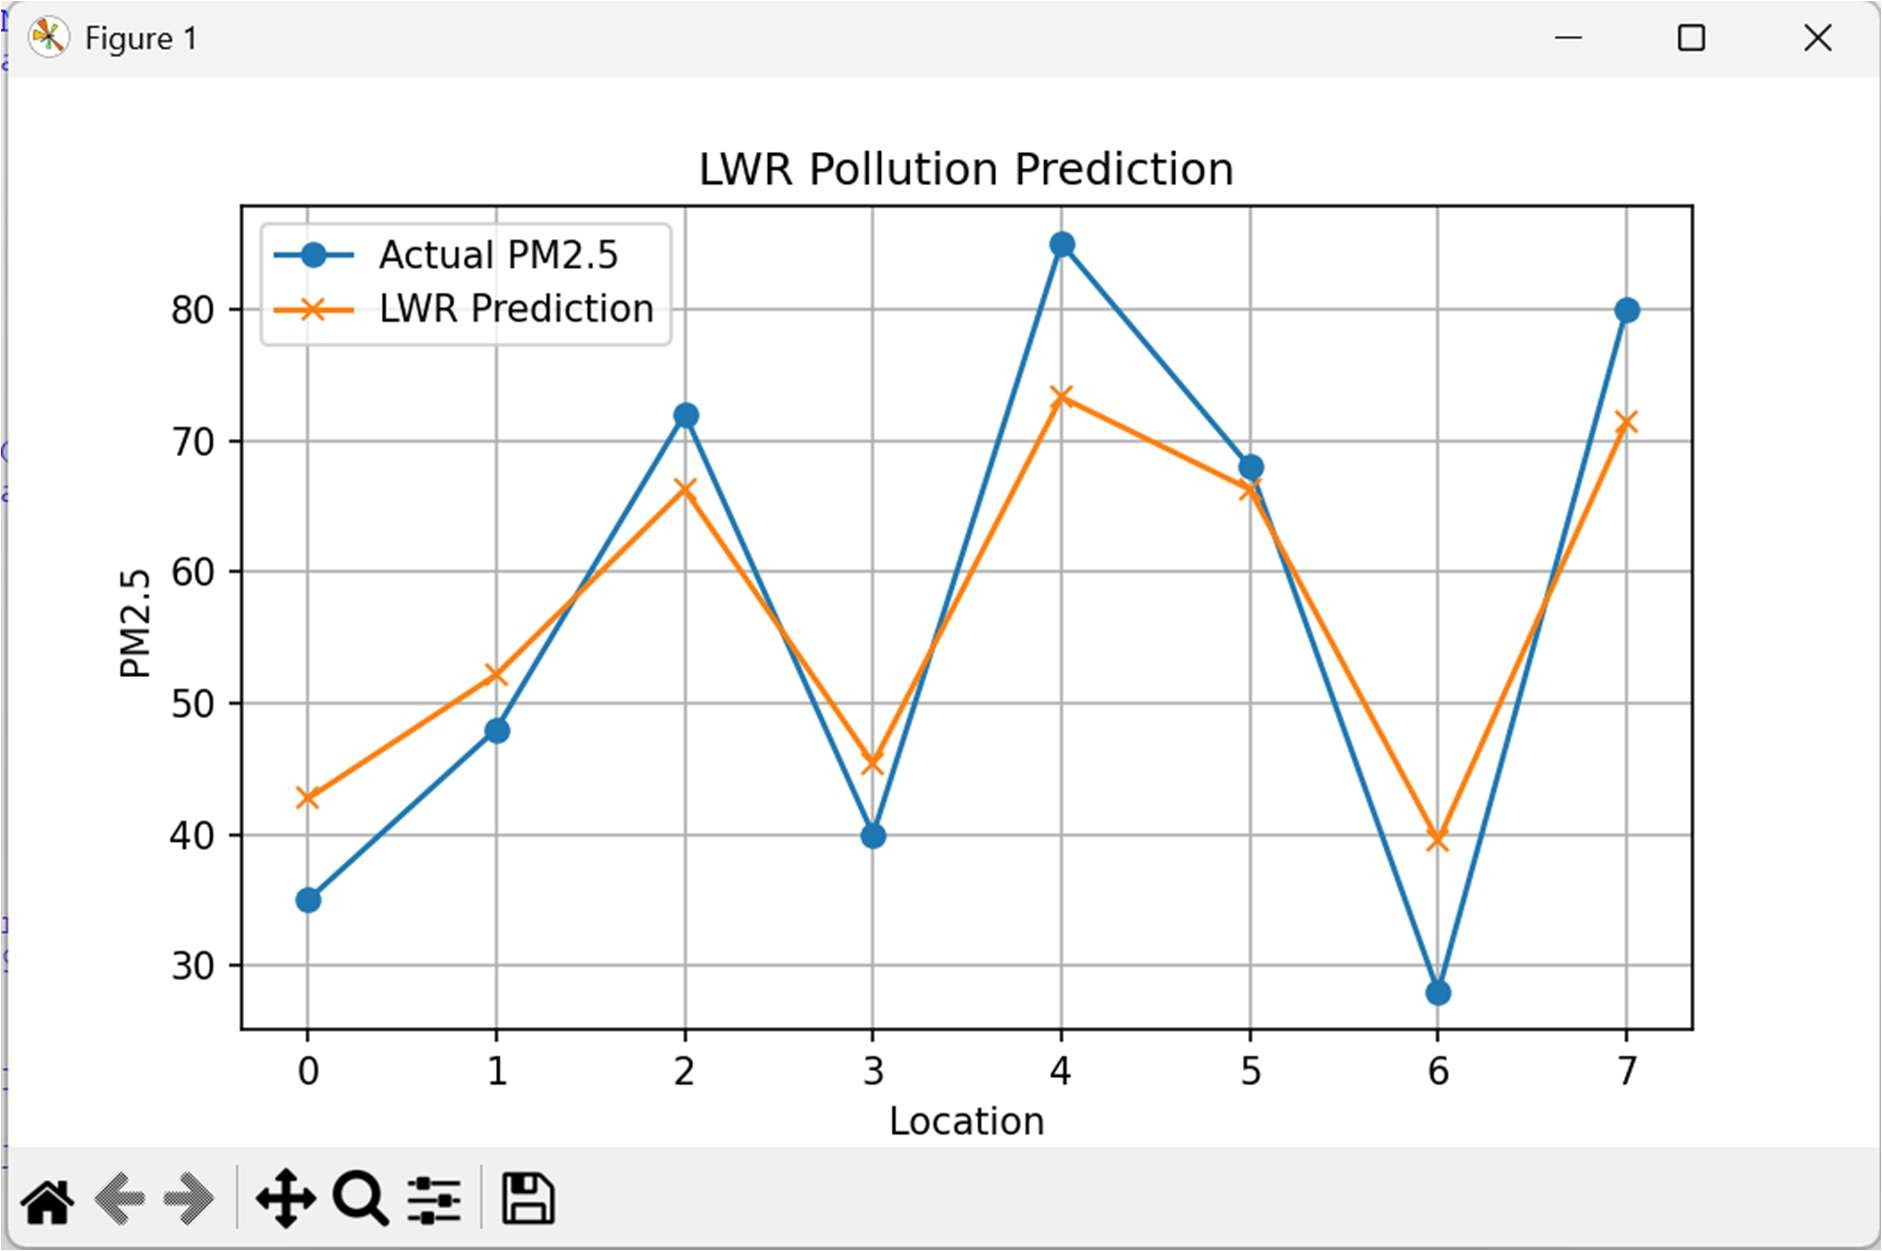 Figure 1
LWR Pollution Prediction
Actual PM2.5
LWR Prediction
80
70
60
50
40
30
PM2.5
0 1 2 3 4 5 6 7
Location